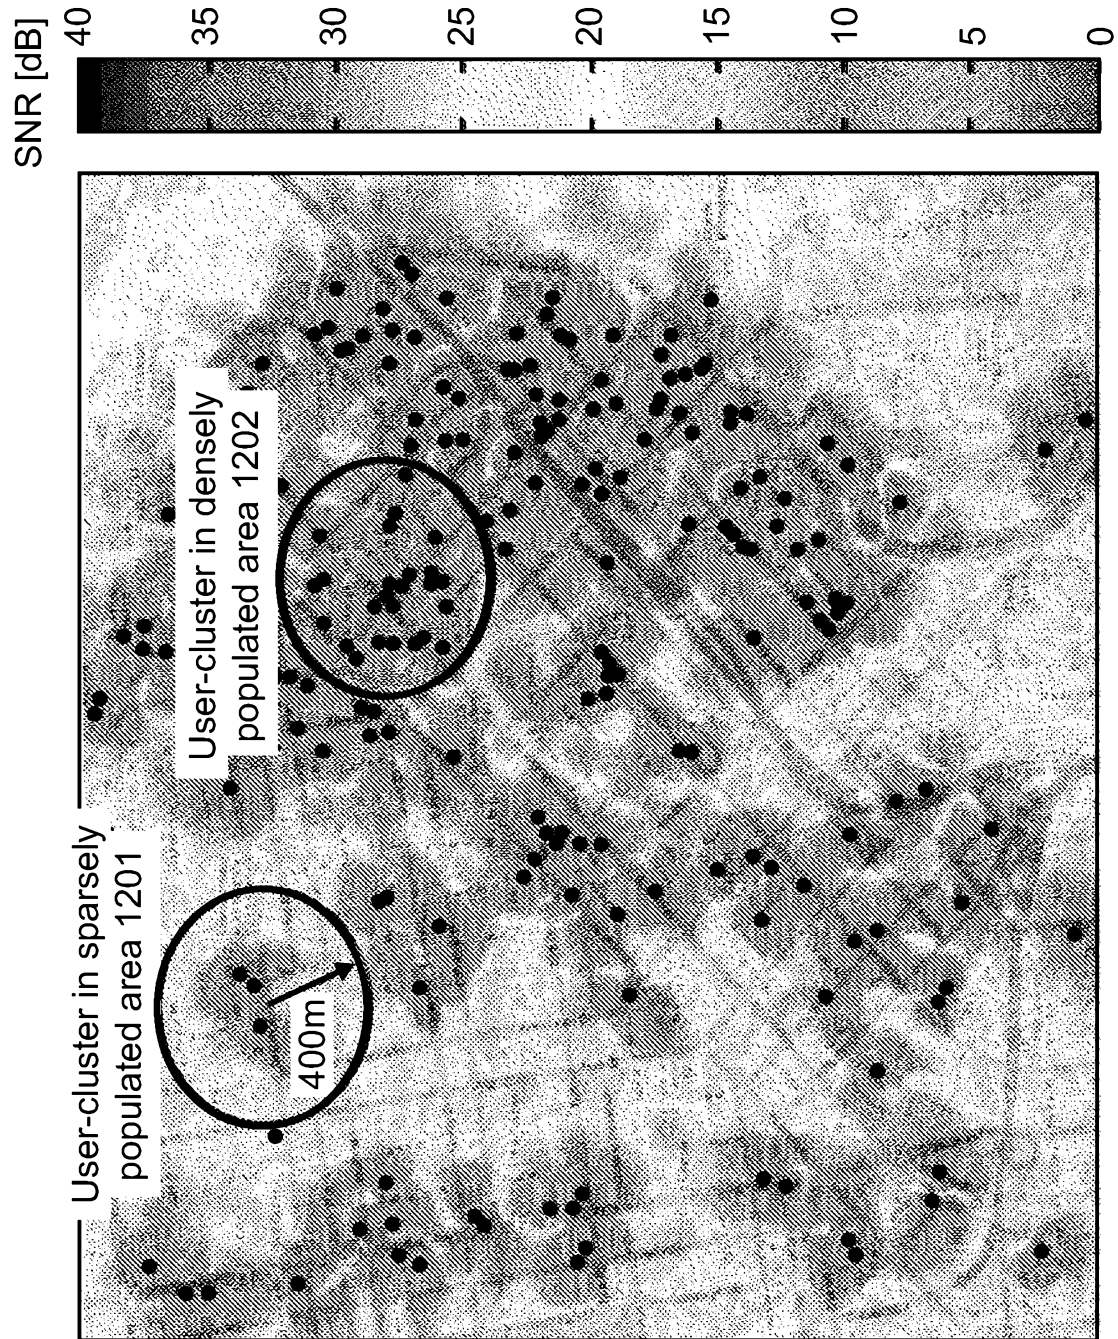 SNR [dB]
40
35
30
25
20
15
10
5
0
User-cluster in sparsely
populated area 1201
400m
User-cluster in densely
populated area 1202